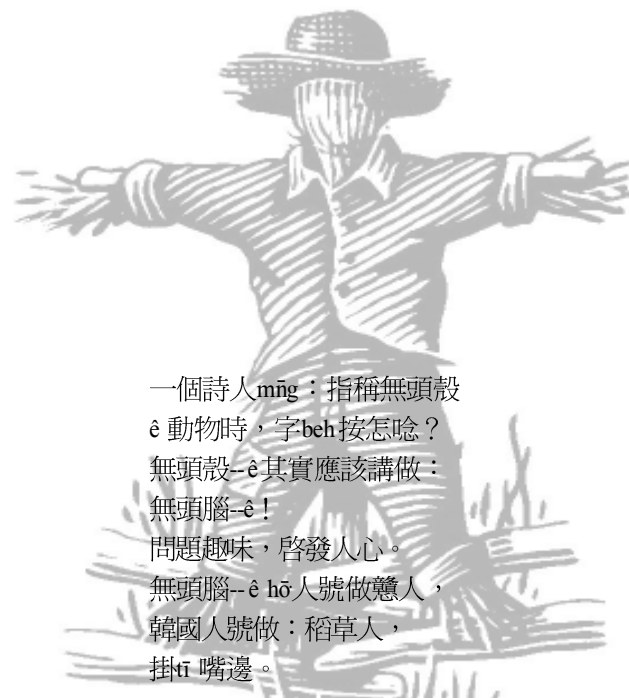 一個詩人mn̄g：指稱無頭殼
ê 動物時，字beh按怎唸？
無頭殼--ê其實應該講做：
無頭腦--ê！
問題趣味，啓發人心。
無頭腦--ê hō͘人號做戇人，
韓國人號做：稻草人，
掛tī 嘴邊。